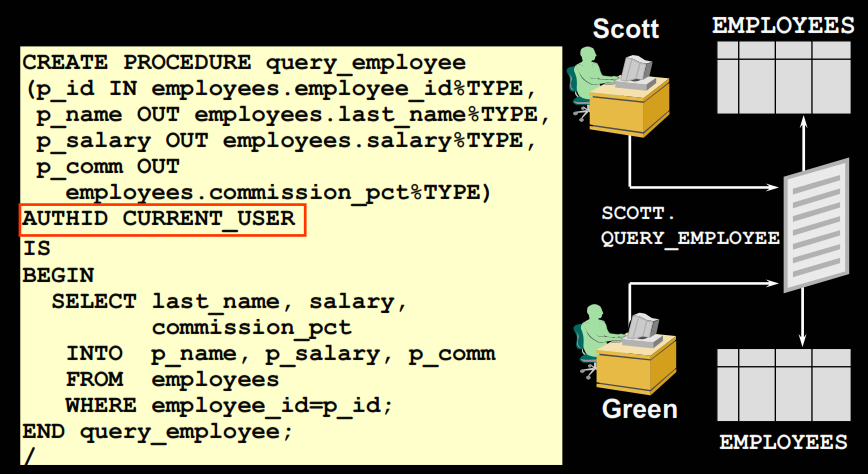 CREATE PROCEDURE query_employee
(p_id IN employees.employee_id%TYPE,
p_name OUT employees.last_name%TYPE,
p_salary OUT employees.salary%TYPE,
p_comm OUT
employees.commission_pct%TYPE)
AUTHID CURRENT_USER
IS
BEGIN
SELECT last_name, salary,
commission_pct
INTO p_name, p_salary, p_comm
FROM employees
WHERE employee_id=p_id;
END query_employee;
/
Scott
EMPLOYEES
SCOTT.
QUERY_EMPLOYEE
Green
EMPLOYEES